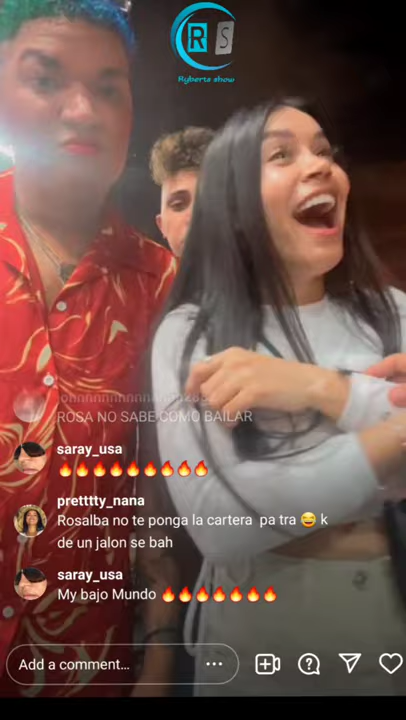 R S
Ryberts show
ROSA NO SABE COMO BAILAR
saray_usa
🔥🔥🔥🔥🔥🔥🔥🔥🔥
pretttty_nana
Rosalba no te ponga la cartera pa tra 😅 k
de un jalon se bah
saray_usa
My bajo Mundo 🔥🔥🔥🔥🔥🔥🔥
Add a comment...